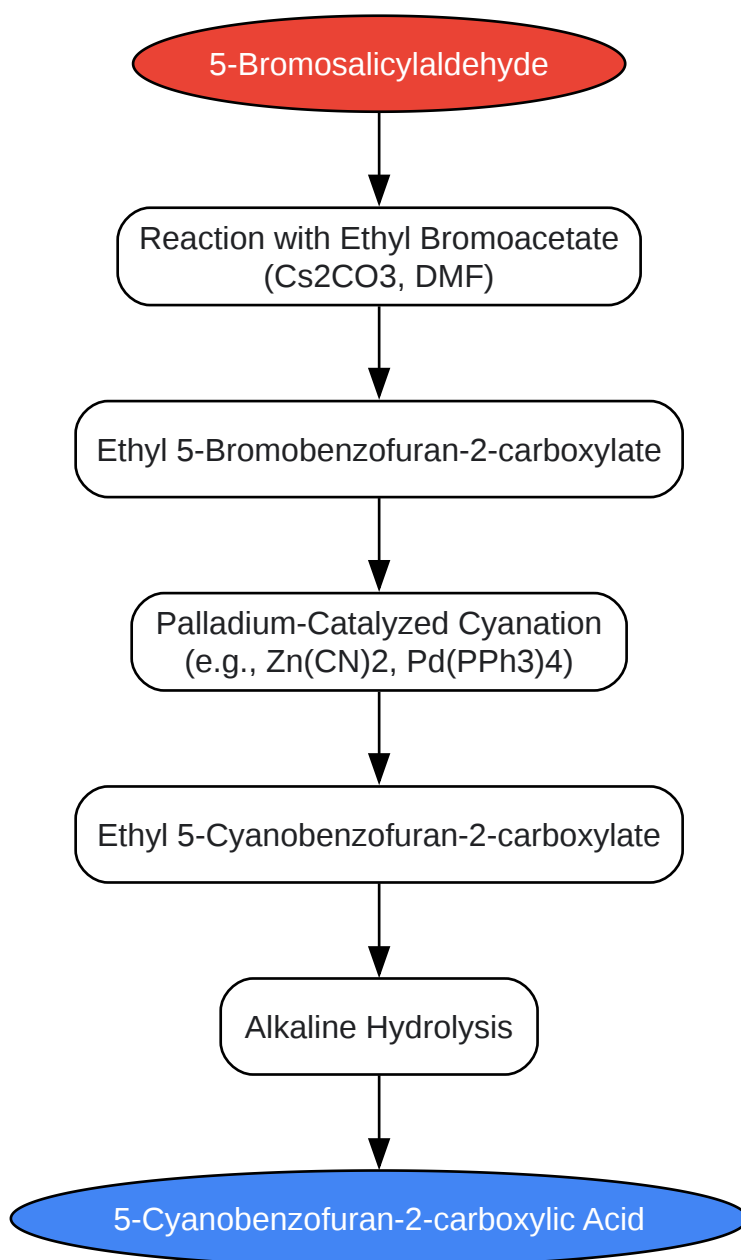 5-Bromosalicylaldehyde
Reaction with Ethyl Bromoacetate
(Cs2CO3, DMF)
Ethyl 5-Bromobenzofuran-2-carboxylate
Palladium-Catalyzed Cyanation
(e.g., Zn(CN)2, Pd(PPh3)4)
Ethyl 5-Cyanobenzofuran-2-carboxylate
Alkaline Hydrolysis
5-Cyanobenzofuran-2-carboxylic Acid